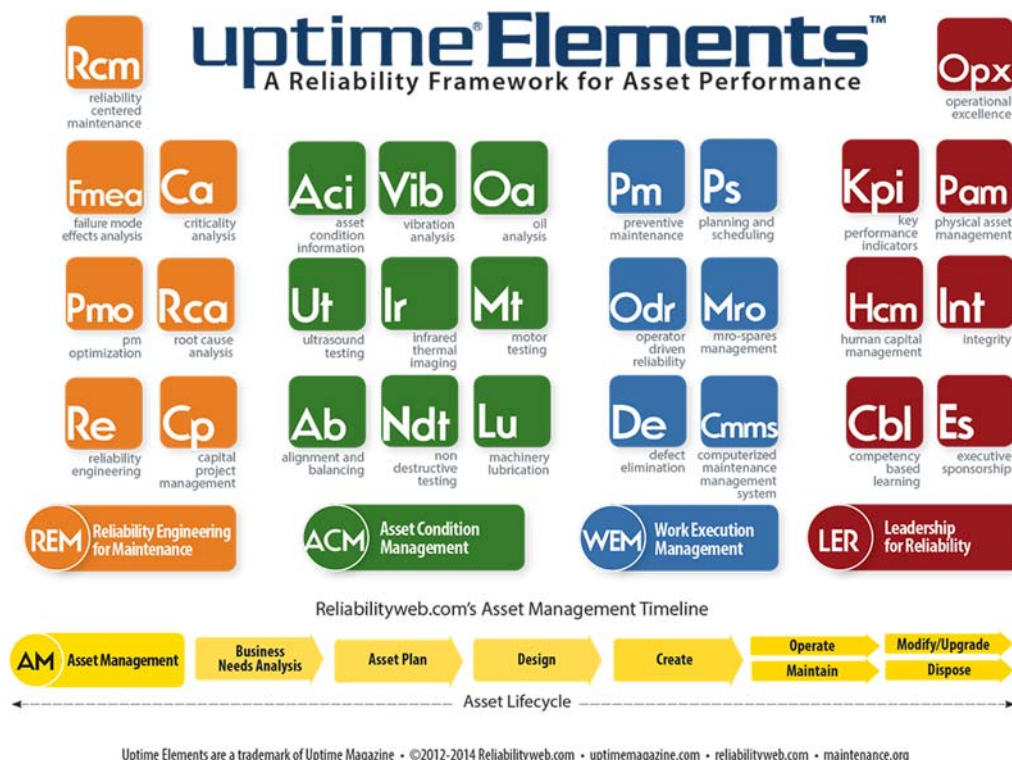 uptime® Elements™
A Reliability Framework for Asset Performance
Rcm
reliability
centered
maintenance
Opx
operational
excellence
Fmea
failure mode
effects analysis
Ca
criticality
analysis
Aci
asset
condition
information
Vib
vibration
analysis
Oa
oil
analysis
Pm
preventive
maintenance
Ps
planning and
scheduling
Kpi
key
performance
indicators
Pam
physical asset
management
Pmo
pm
optimization
Rca
root cause
analysis
Ut
ultrasound
testing
Ir
infrared
thermal
imaging
Mt
motor
testing
Odr
operator
driven
reliability
Mro
mro-spares
management
Hcm
human capital
management
Int
integrity
Re
reliability
engineering
Cp
capital
project
management
Ab
alignment and
balancing
Ndt
non
destructive
testing
Lu
machinery
lubrication
De
defect
elimination
Cmms
computerized
maintenance
management
system
Cbl
competency
based
learning
Es
executive
sponsorship
REM
Reliability Engineering
for Maintenance
ACM
Asset Condition
Management
WEM
Work Execution
Management
LER
Leadership
for Reliability
Reliabilityweb.com's Asset Management Timeline
AM
Asset Management
Business
Needs Analysis
Asset Plan
Design
Create
Operate
Maintain
Modify/Upgrade
Dispose
Asset Lifecycle
Uptime Elements are a trademark of Uptime Magazine • ©2012-2014 Reliabilityweb.com • uptimemagazine.com • reliabilityweb.com • maintenance.org